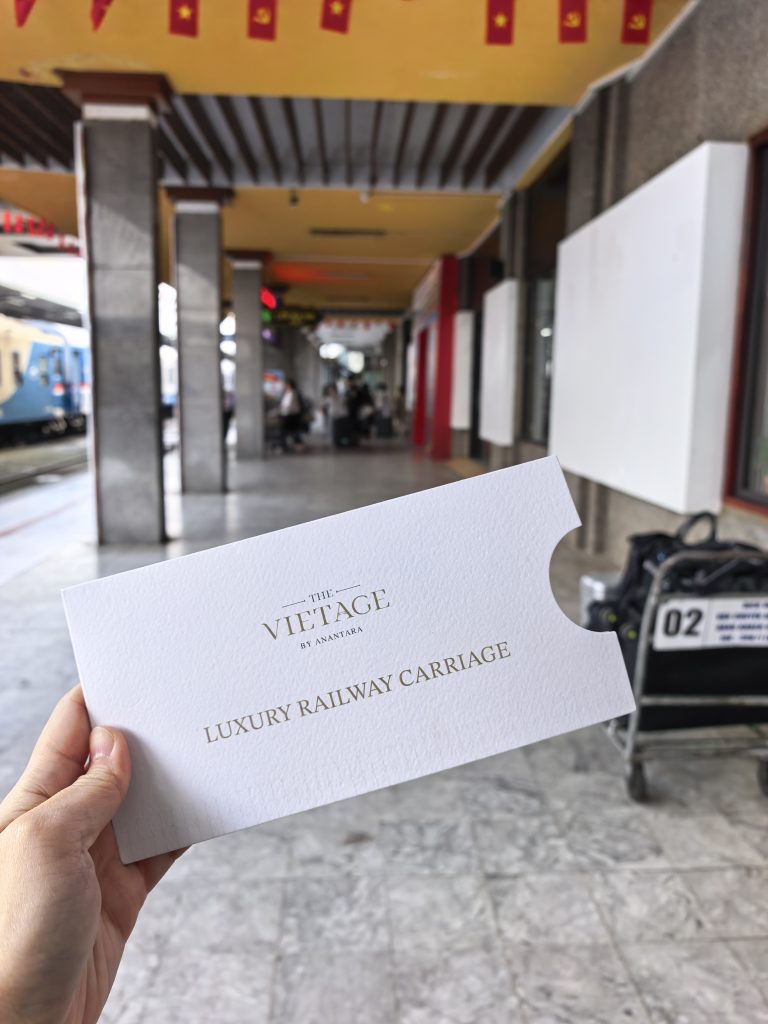 THE
VIETAGE
BY ANANTARA
LUXURY RAILWAY CARRIAGE
02